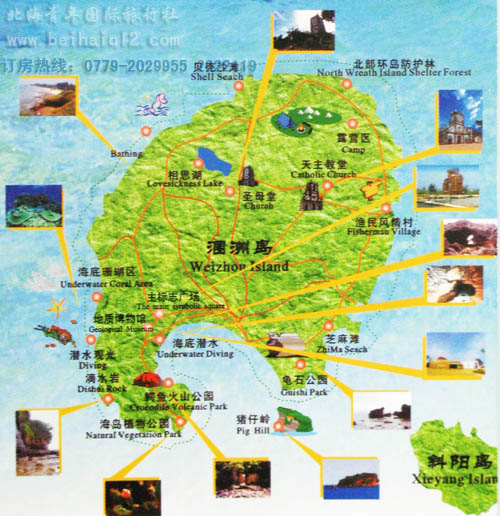 北海青年国际旅行社
www.beihaiql2.com
订房热线：0779-2029955
贝壳沙滩
Shell Seach
北部环岛防护林
North Wreath Island Shelter Forest
Bathing
露营区
Camp
相思湖
Lovesickness Lake
天主教堂
Catholic Church
圣母堂
Church
渔民风情村
Fisherman Village
涠洲岛
Weizhou Island
海底珊瑚区
Underwater Coral Area
主标志广场
The main symbolic square
地质博物馆
Geological Museum
海底潜水
Underwater Diving
芝麻滩
ZhiMa Seach
潜水观光
Diving
滴水岩
Dishui Rock
龟石公园
Guishi Park
鳄鱼火山公园
Crocodile Volcanic Park
海岛植物公园
Natural Vegetation Park
猪仔岭
Pig Hill
斜阳岛
Xieyang Islan